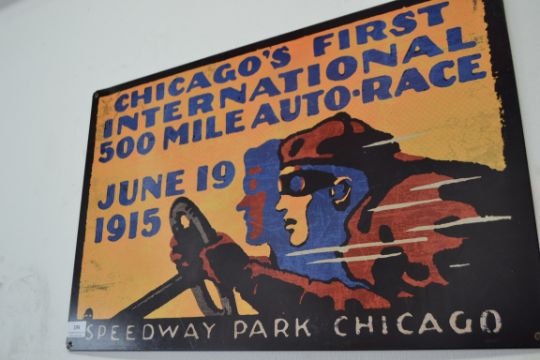 CHICAGO'S FIRST
INTERNATIONAL
500 MILE AUTO·RACE
JUNE 19
1915
SPEEDWAY PARK CHICAGO